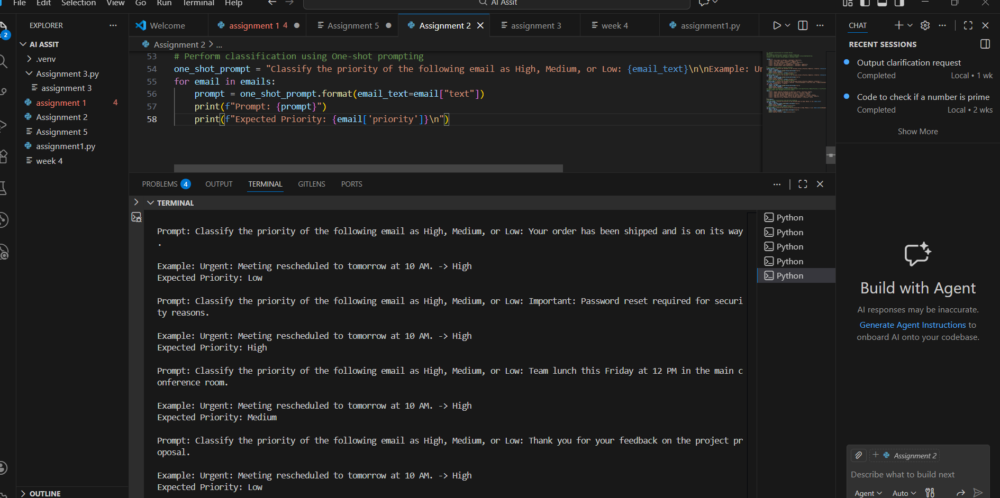 File Edit Selection View Go Run Terminal Help
AI Assit
EXPLORER
2
AI ASSIT
.venv
Assignment 3.py
assignment 3
assignment 1 4
Assignment 2
Assignment 5
assignment1.py
week 4
OUTLINE
Welcome
assignment 1 4
Assignment 5
Assignment 2
assignment 3
week 4
assignment1.py
Assignment 2 > ...
53 # Perform classification using One-shot prompting
54 one_shot_prompt = "Classify the priority of the following email as High, Medium, or Low: {email_text}\n\nExample: Ur
55 for email in emails:
56 prompt = one_shot_prompt.format(email_text=email["text"])
57 print(f"Prompt: {prompt}")
58 print(f"Expected Priority: {email['priority']}\n")
PROBLEMS 4 OUTPUT TERMINAL GITLENS PORTS
TERMINAL
Prompt: Classify the priority of the following email as High, Medium, or Low: Your order has been shipped and is on its way
.
Example: Urgent: Meeting rescheduled to tomorrow at 10 AM. -> High
Expected Priority: Low
Prompt: Classify the priority of the following email as High, Medium, or Low: Important: Password reset required for securi
ty reasons.
Example: Urgent: Meeting rescheduled to tomorrow at 10 AM. -> High
Expected Priority: High
Prompt: Classify the priority of the following email as High, Medium, or Low: Team lunch this Friday at 12 PM in the main c
onference room.
Example: Urgent: Meeting rescheduled to tomorrow at 10 AM. -> High
Expected Priority: Medium
Prompt: Classify the priority of the following email as High, Medium, or Low: Thank you for your feedback on the project pr
oposal.
Example: Urgent: Meeting rescheduled to tomorrow at 10 AM. -> High
Expected Priority: Low
Python
Python
Python
Python
Python
CHAT
RECENT SESSIONS
Output clarification request
Completed Local • 1 wk
Code to check if a number is prime
Completed Local • 2 wks
Show More
Build with Agent
AI responses may be inaccurate.
Generate Agent Instructions to
onboard AI onto your codebase.
Assignment 2
Describe what to build next
Agent Auto